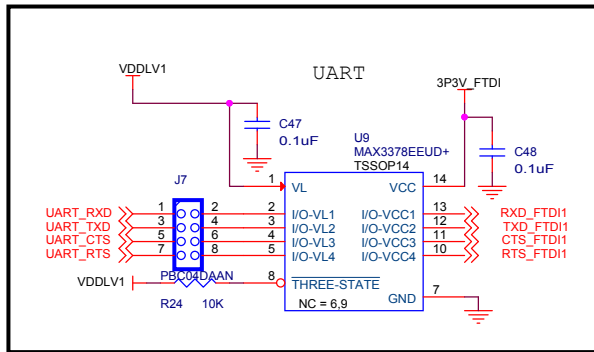 VDDLV1
UART
3P3V_FTDI
C47
0.1uF
U9
MAX3378EEUD+
TSSOP14
C48
0.1uF
1 VL VCC 14
J7
UART_RXD 1 2 2 I/O-VL1 I/O-VCC1 13 RXD_FTDI1
UART_TXD 3 4 3 I/O-VL2 I/O-VCC2 12 TXD_FTDI1
UART_CTS 5 6 4 I/O-VL3 I/O-VCC3 11 CTS_FTDI1
UART_RTS 7 8 5 I/O-VL4 I/O-VCC4 10 RTS_FTDI1
PBC04DAAN
VDDLV1 8 THREE-STATE
R24 10K
GND 7
NC = 6,9